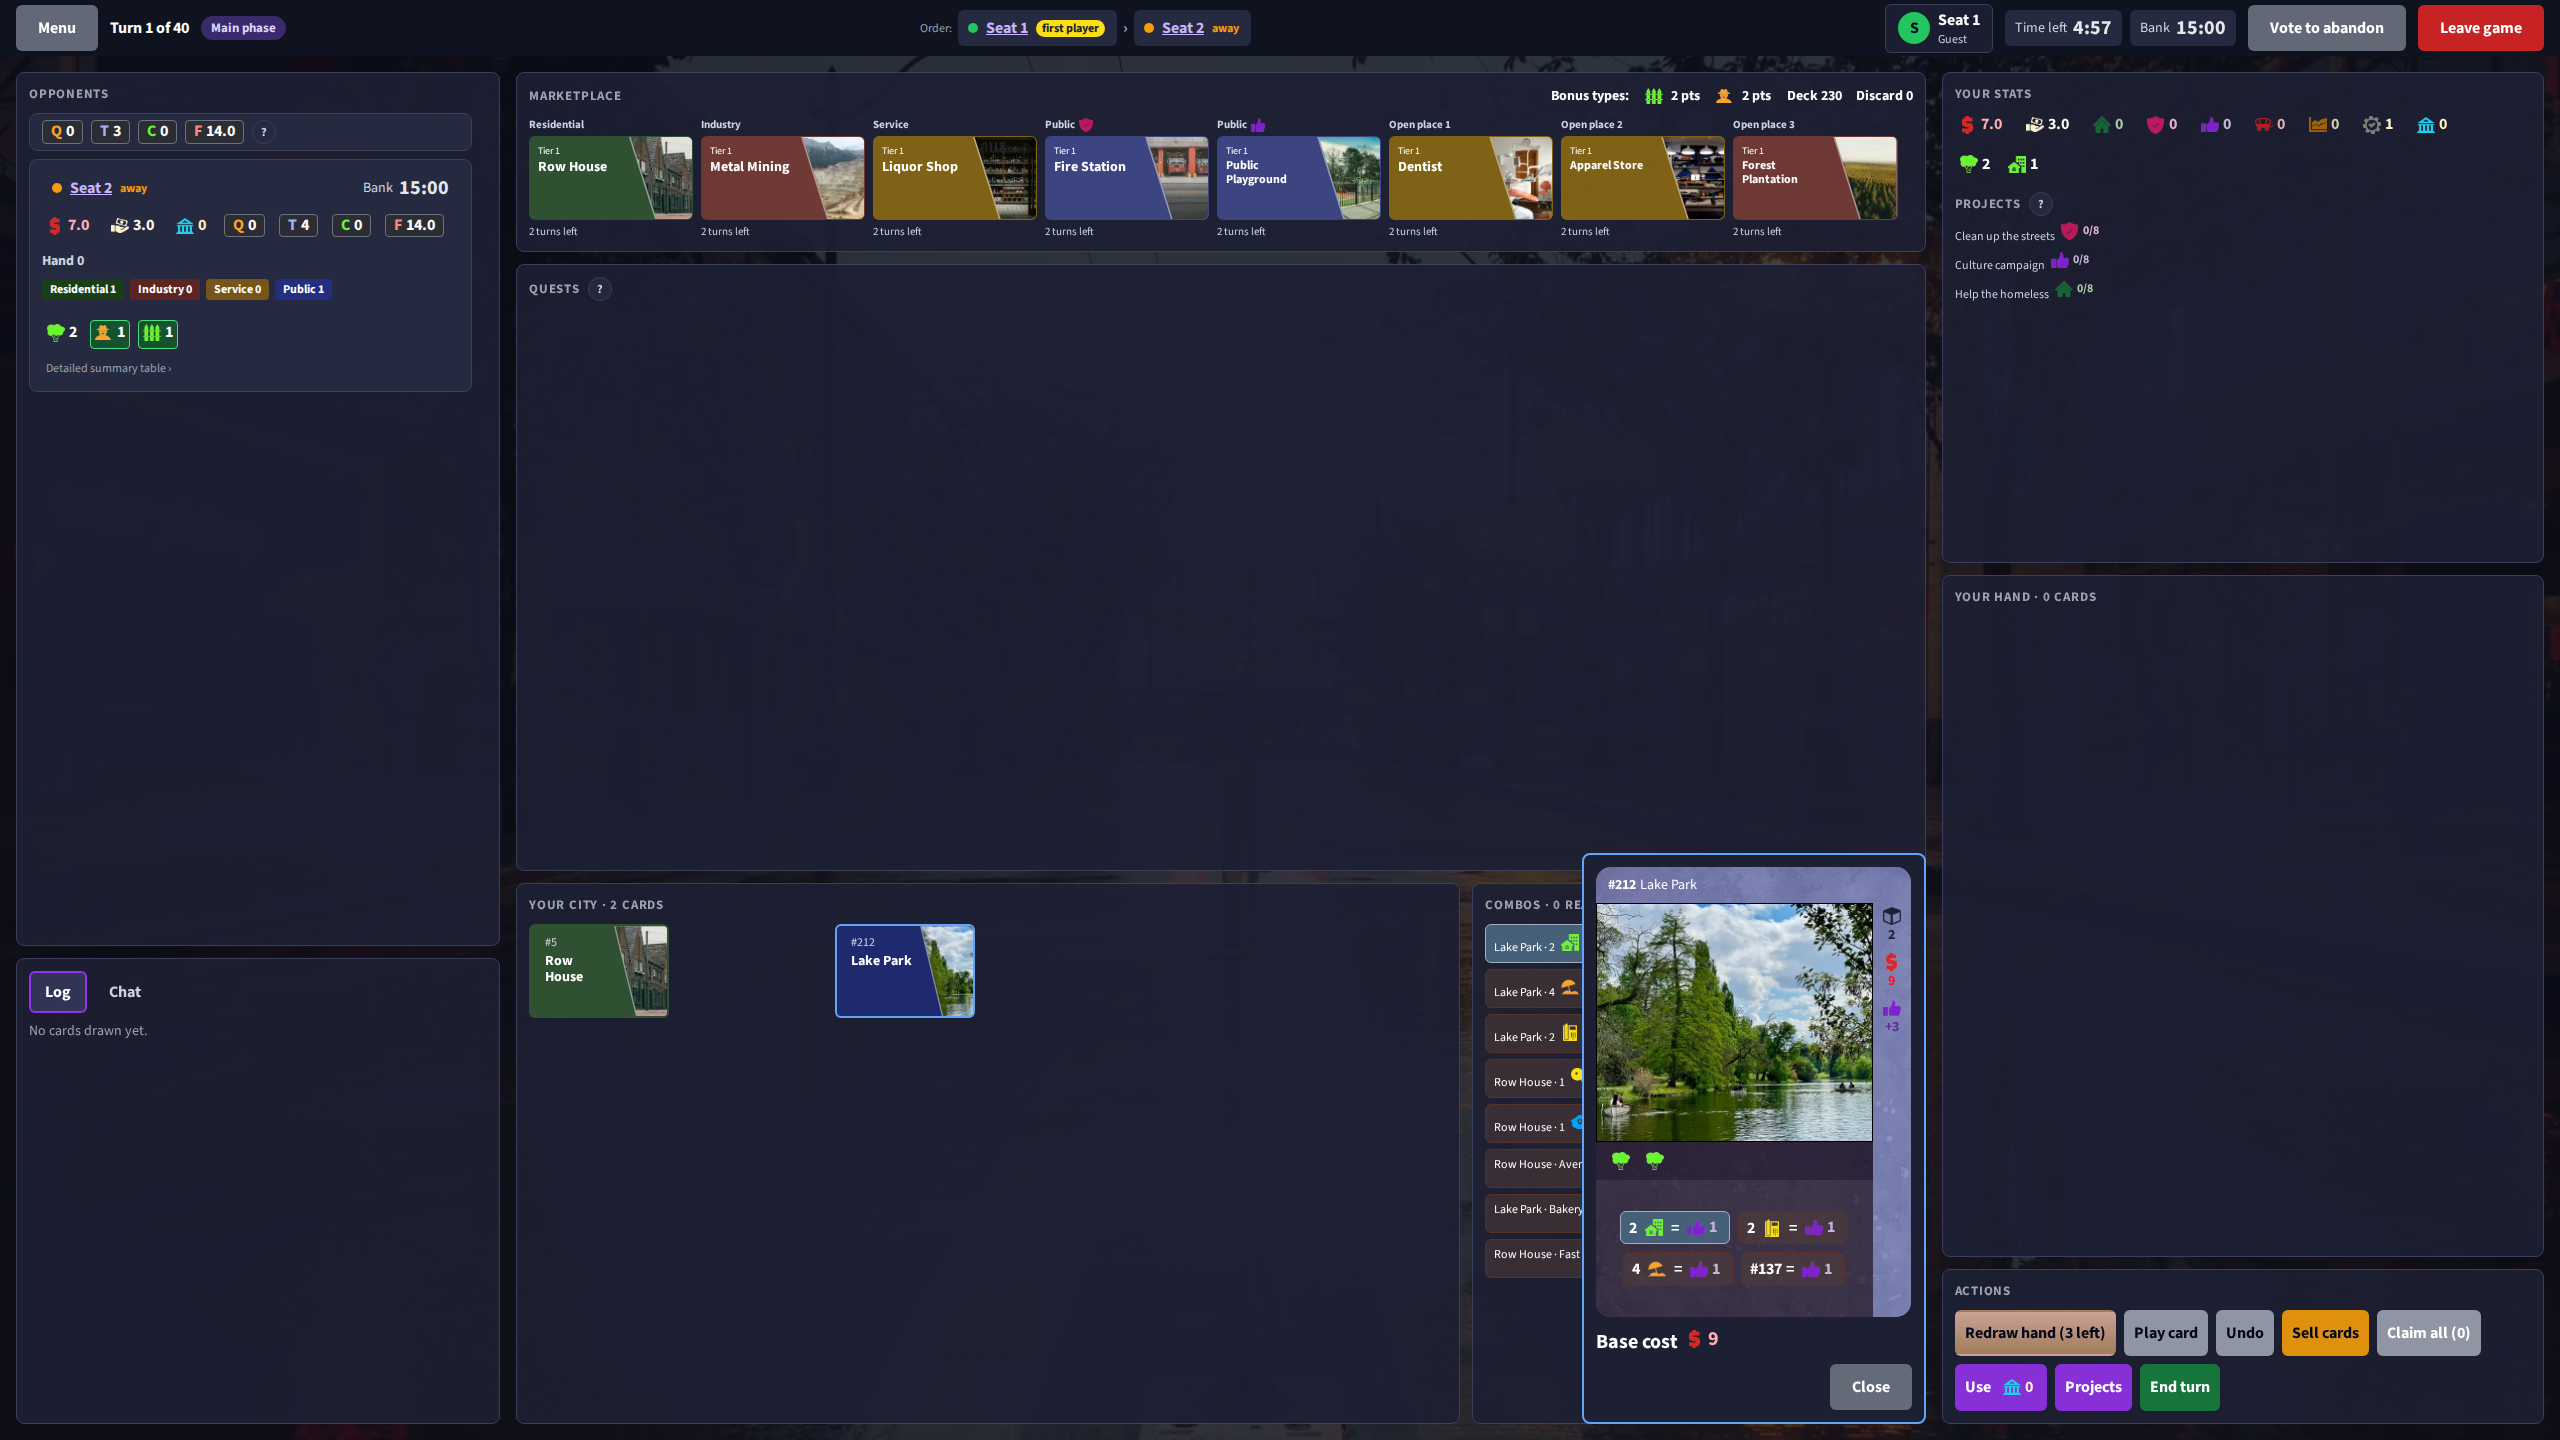 Menu Turn 1 of 40 Main phase Order: Seat 1 first player › Seat 2 away S Seat 1 Guest Time left 4:57 Bank 15:00 Vote to abandon Leave game
OPPONENTS
Q 0 T 3 C 0 F 14.0 ?
Seat 2 away Bank 15:00
7.0 3.0 0 Q 0 T 4 C 0 F 14.0
Hand 0
Residential 1 Industry 0 Service 0 Public 1
2 1 1
Detailed summary table ›
Log Chat
No cards drawn yet.
MARKETPLACE Bonus types: 2 pts 2 pts Deck 230 Discard 0
Residential Industry Service Public Public Open place 1 Open place 2 Open place 3
Tier 1 Tier 1 Tier 1 Tier 1 Tier 1 Tier 1 Tier 1 Tier 1
Row House Metal Mining Liquor Shop Fire Station Public Playground Dentist Apparel Store Forest Plantation
2 turns left 2 turns left 2 turns left 2 turns left 2 turns left 2 turns left 2 turns left 2 turns left
QUESTS ?
YOUR CITY · 2 CARDS
#5 #212
Row House Lake Park
COMBOS · 0 RE
Lake Park · 2
Lake Park · 4
Lake Park · 2
Row House · 1
Row House · 1
Row House · Aven
Lake Park · Bakery
Row House · Fast
#212 Lake Park
2
$
9
+3
2 = 1 2 = 1
4 = 1 #137 = 1
Base cost $ 9
Close
YOUR STATS
$ 7.0 3.0 0 0 0 0 0 1 0
2 1
PROJECTS ?
Clean up the streets 0/8
Culture campaign 0/8
Help the homeless 0/8
YOUR HAND · 0 CARDS
ACTIONS
Redraw hand (3 left) Play card Undo Sell cards Claim all (0)
Use 0 Projects End turn